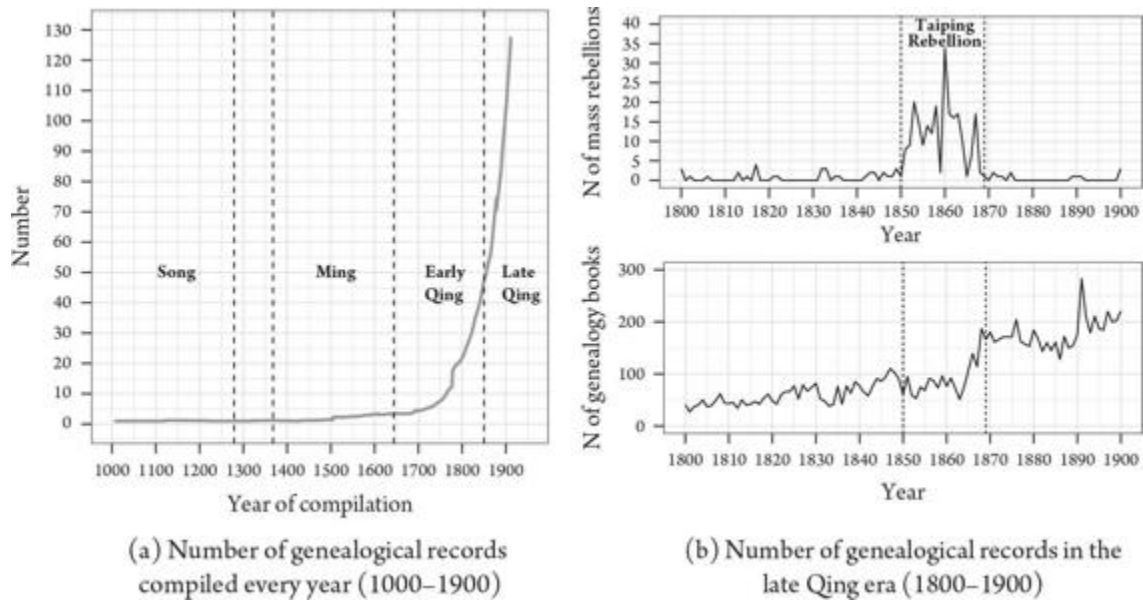 Number
130
120
110
100
90
80
70
60
50
40
30
20
10
0
Song
Ming
Early
Qing
Late
Qing
1000 1100 1200 1300 1400 1500 1600 1700 1800 1900
Year of compilation
(a) Number of genealogical records
compiled every year (1000–1900)
N of mass rebellions
40
35
30
25
20
15
10
5
0
Taiping
Rebellion
1800 1810 1820 1830 1840 1850 1860 1870 1880 1890 1900
Year
N of genealogy books
300
200
100
0
1800 1810 1820 1830 1840 1850 1860 1870 1880 1890 1900
Year
(b) Number of genealogical records in the
late Qing era (1800–1900)